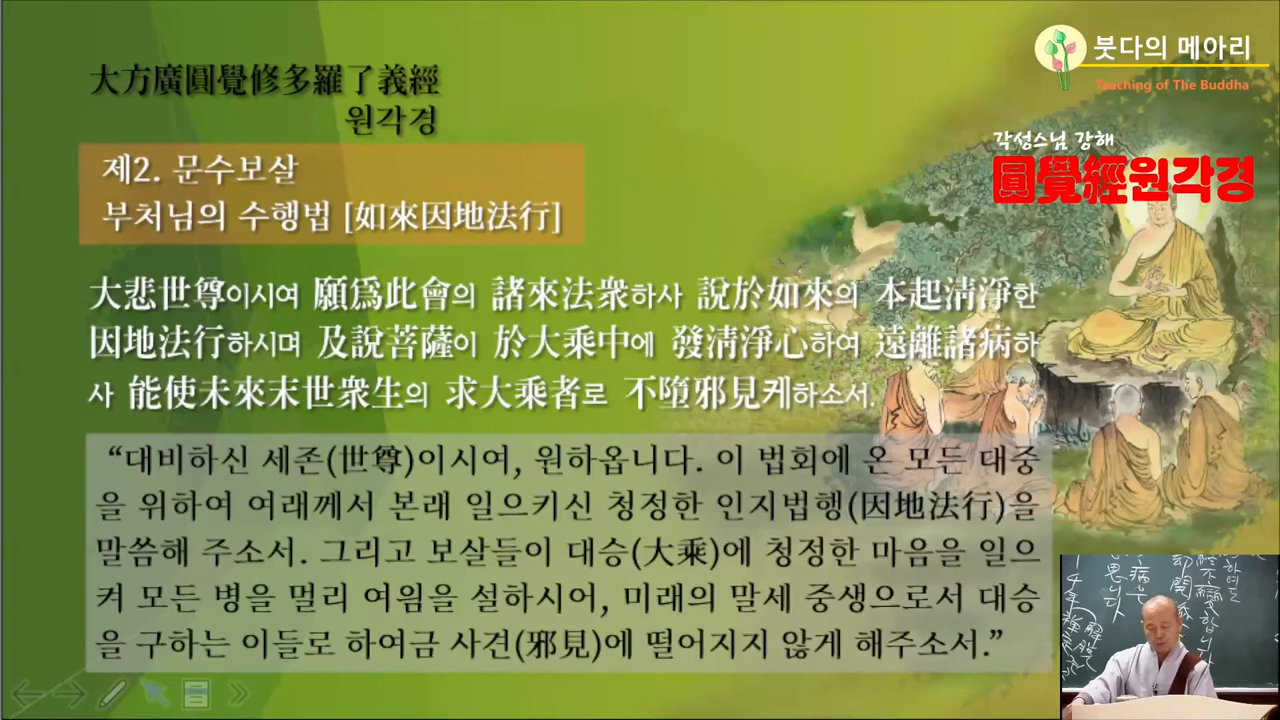 大方廣圓覺修多羅了義經
원각경
제2. 문수보살
부처님의 수행법 [如來因地法行]
大悲世尊이시여 願爲此會의 諸來法衆하사 說於如來의 本起淸淨한
因地法行하시며 及說菩薩이 於大乘中에 發淸淨心하여 遠離諸病하
사 能使未來末世衆生의 求大乘者로 不墮邪見케하소서.
“대비하신 세존(世尊)이시여, 원하옵니다. 이 법회에 온 모든 대중
을 위하여 여래께서 본래 일으키신 청정한 인지법행(因地法行)을
말씀해 주소서. 그리고 보살들이 대승(大乘)에 청정한 마음을 일으
켜 모든 병을 멀리 여읨을 설하시어, 미래의 말세 중생으로서 대승
을 구하는 이들로 하여금 사견(邪見)에 떨어지지 않게 해주소서.”
붓다의 메아리
Teaching of The Buddha
각성스님 강해
圓覺經원각경